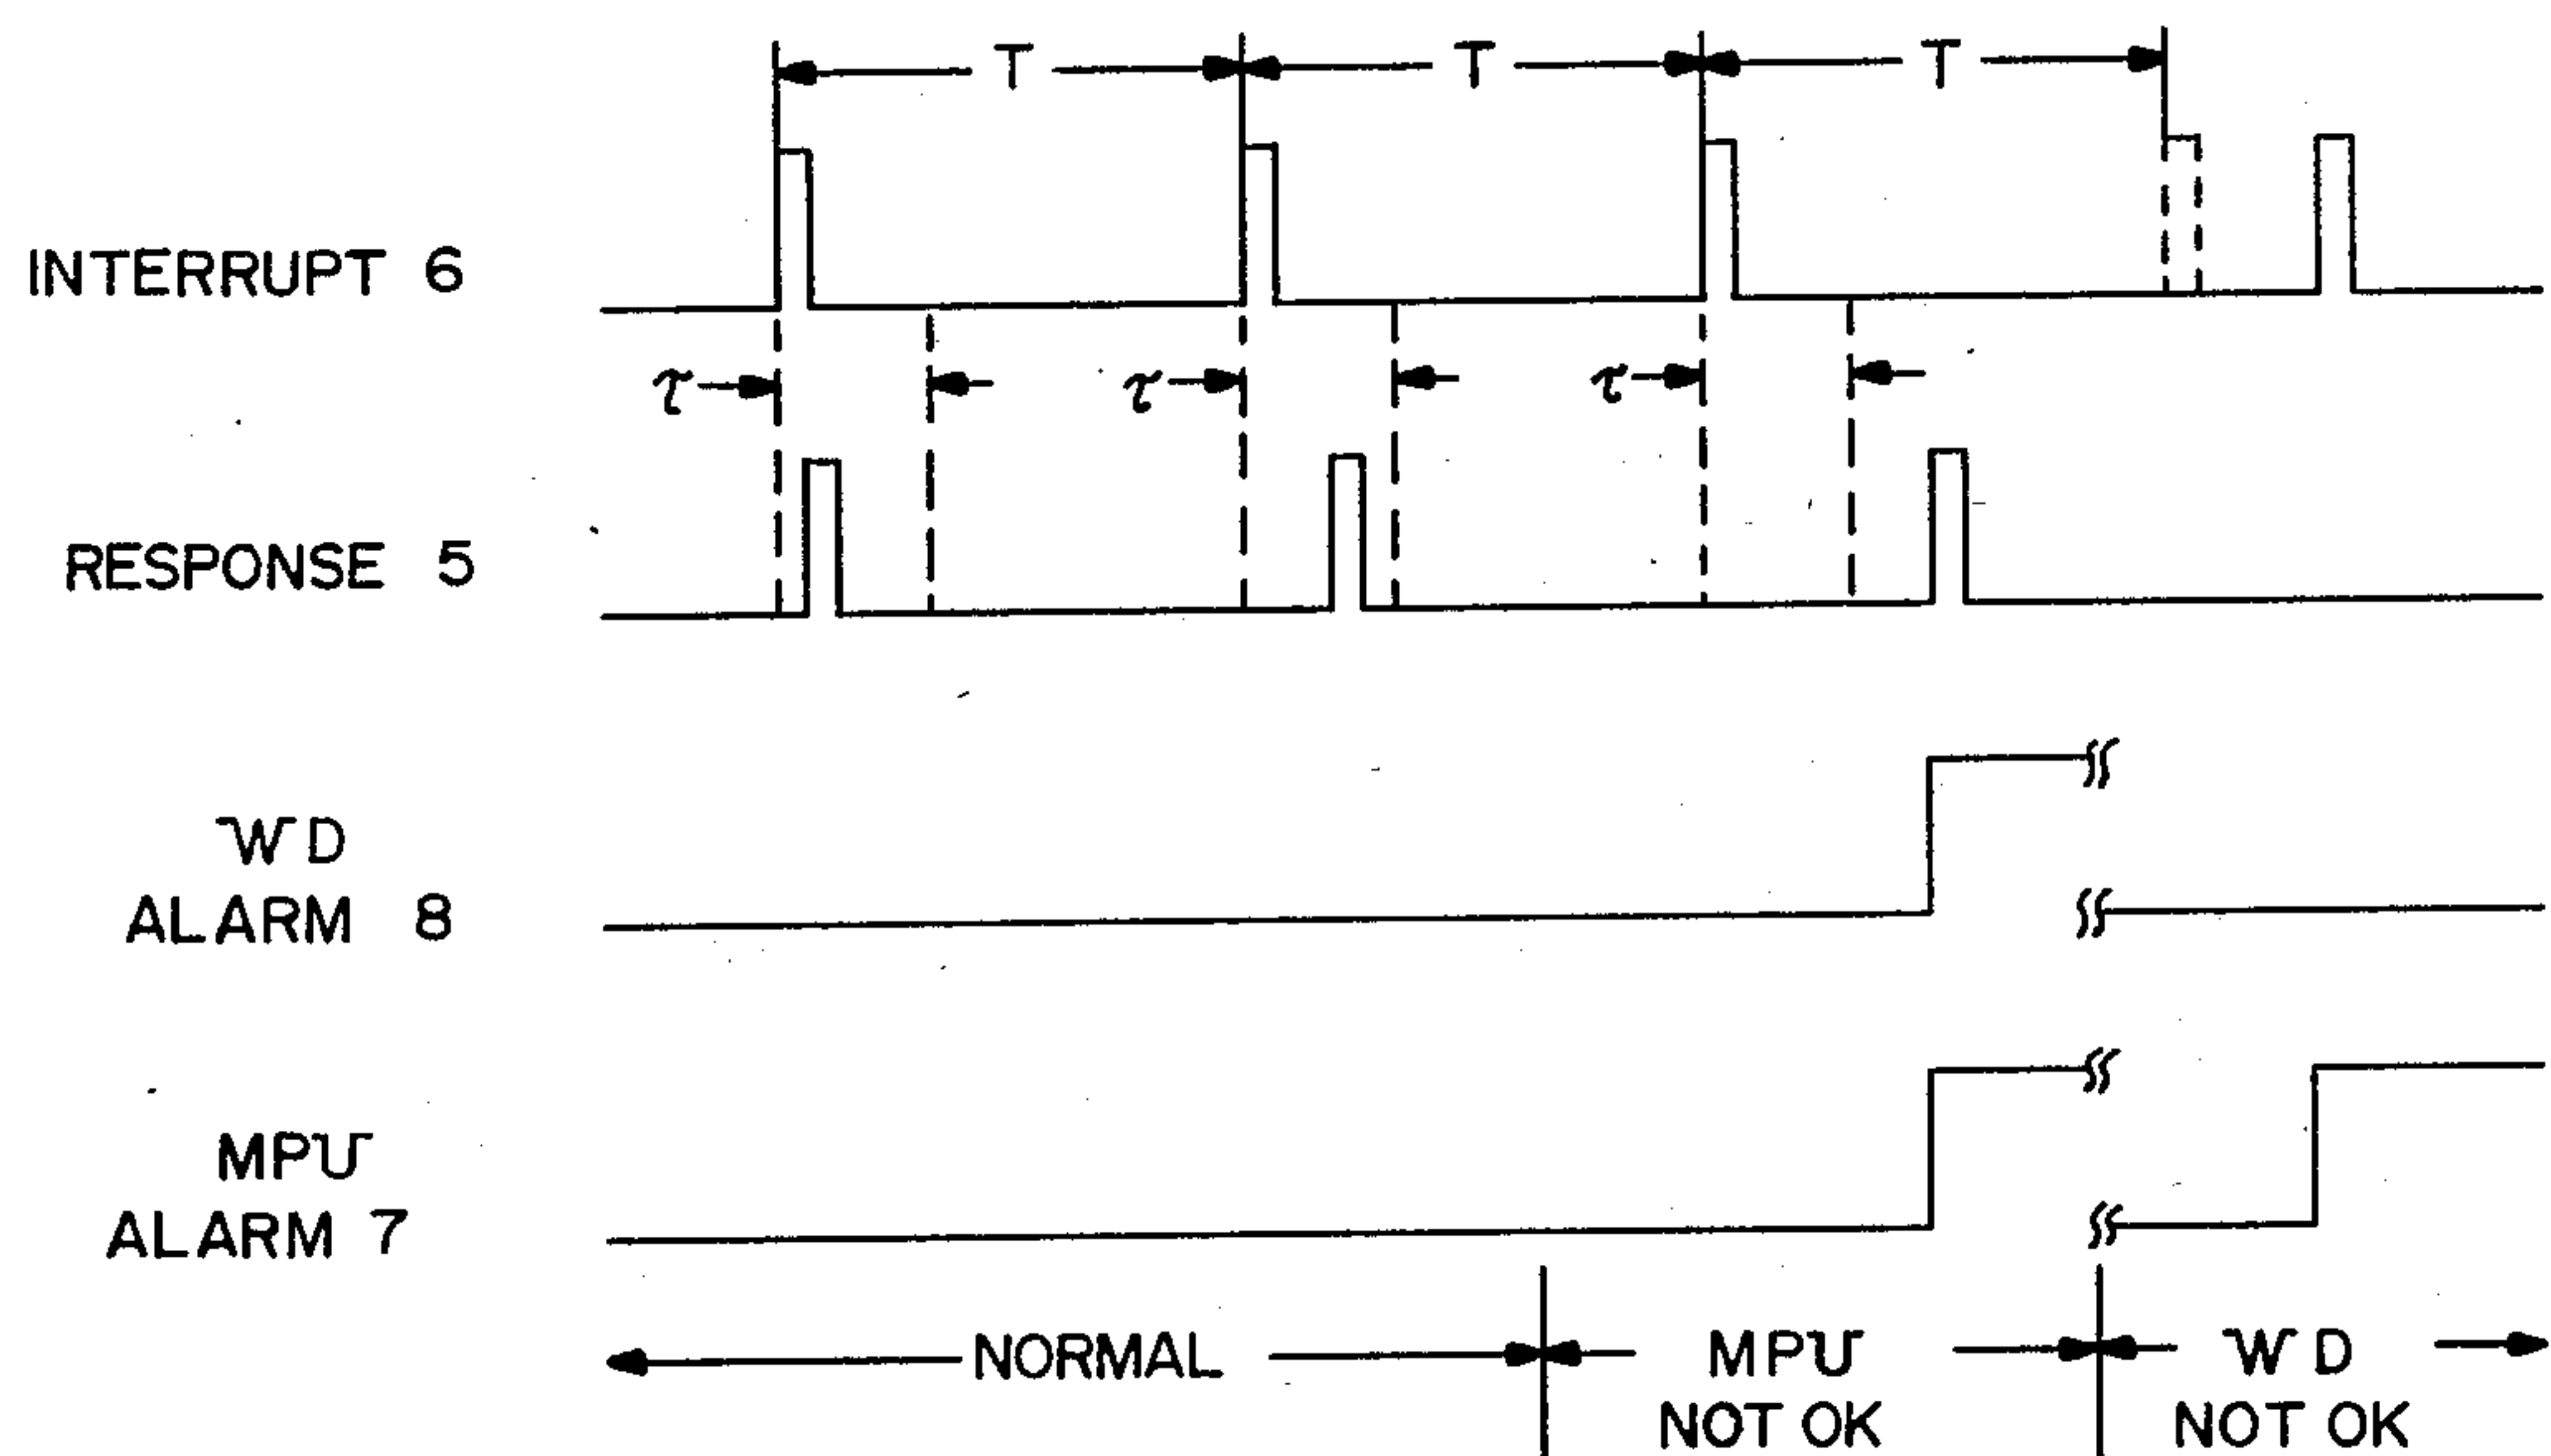 T T T
INTERRUPT 6
τ τ τ
RESPONSE 5
WD
ALARM 8
MPU
ALARM 7
NORMAL
MPU
NOT OK
WD
NOT OK